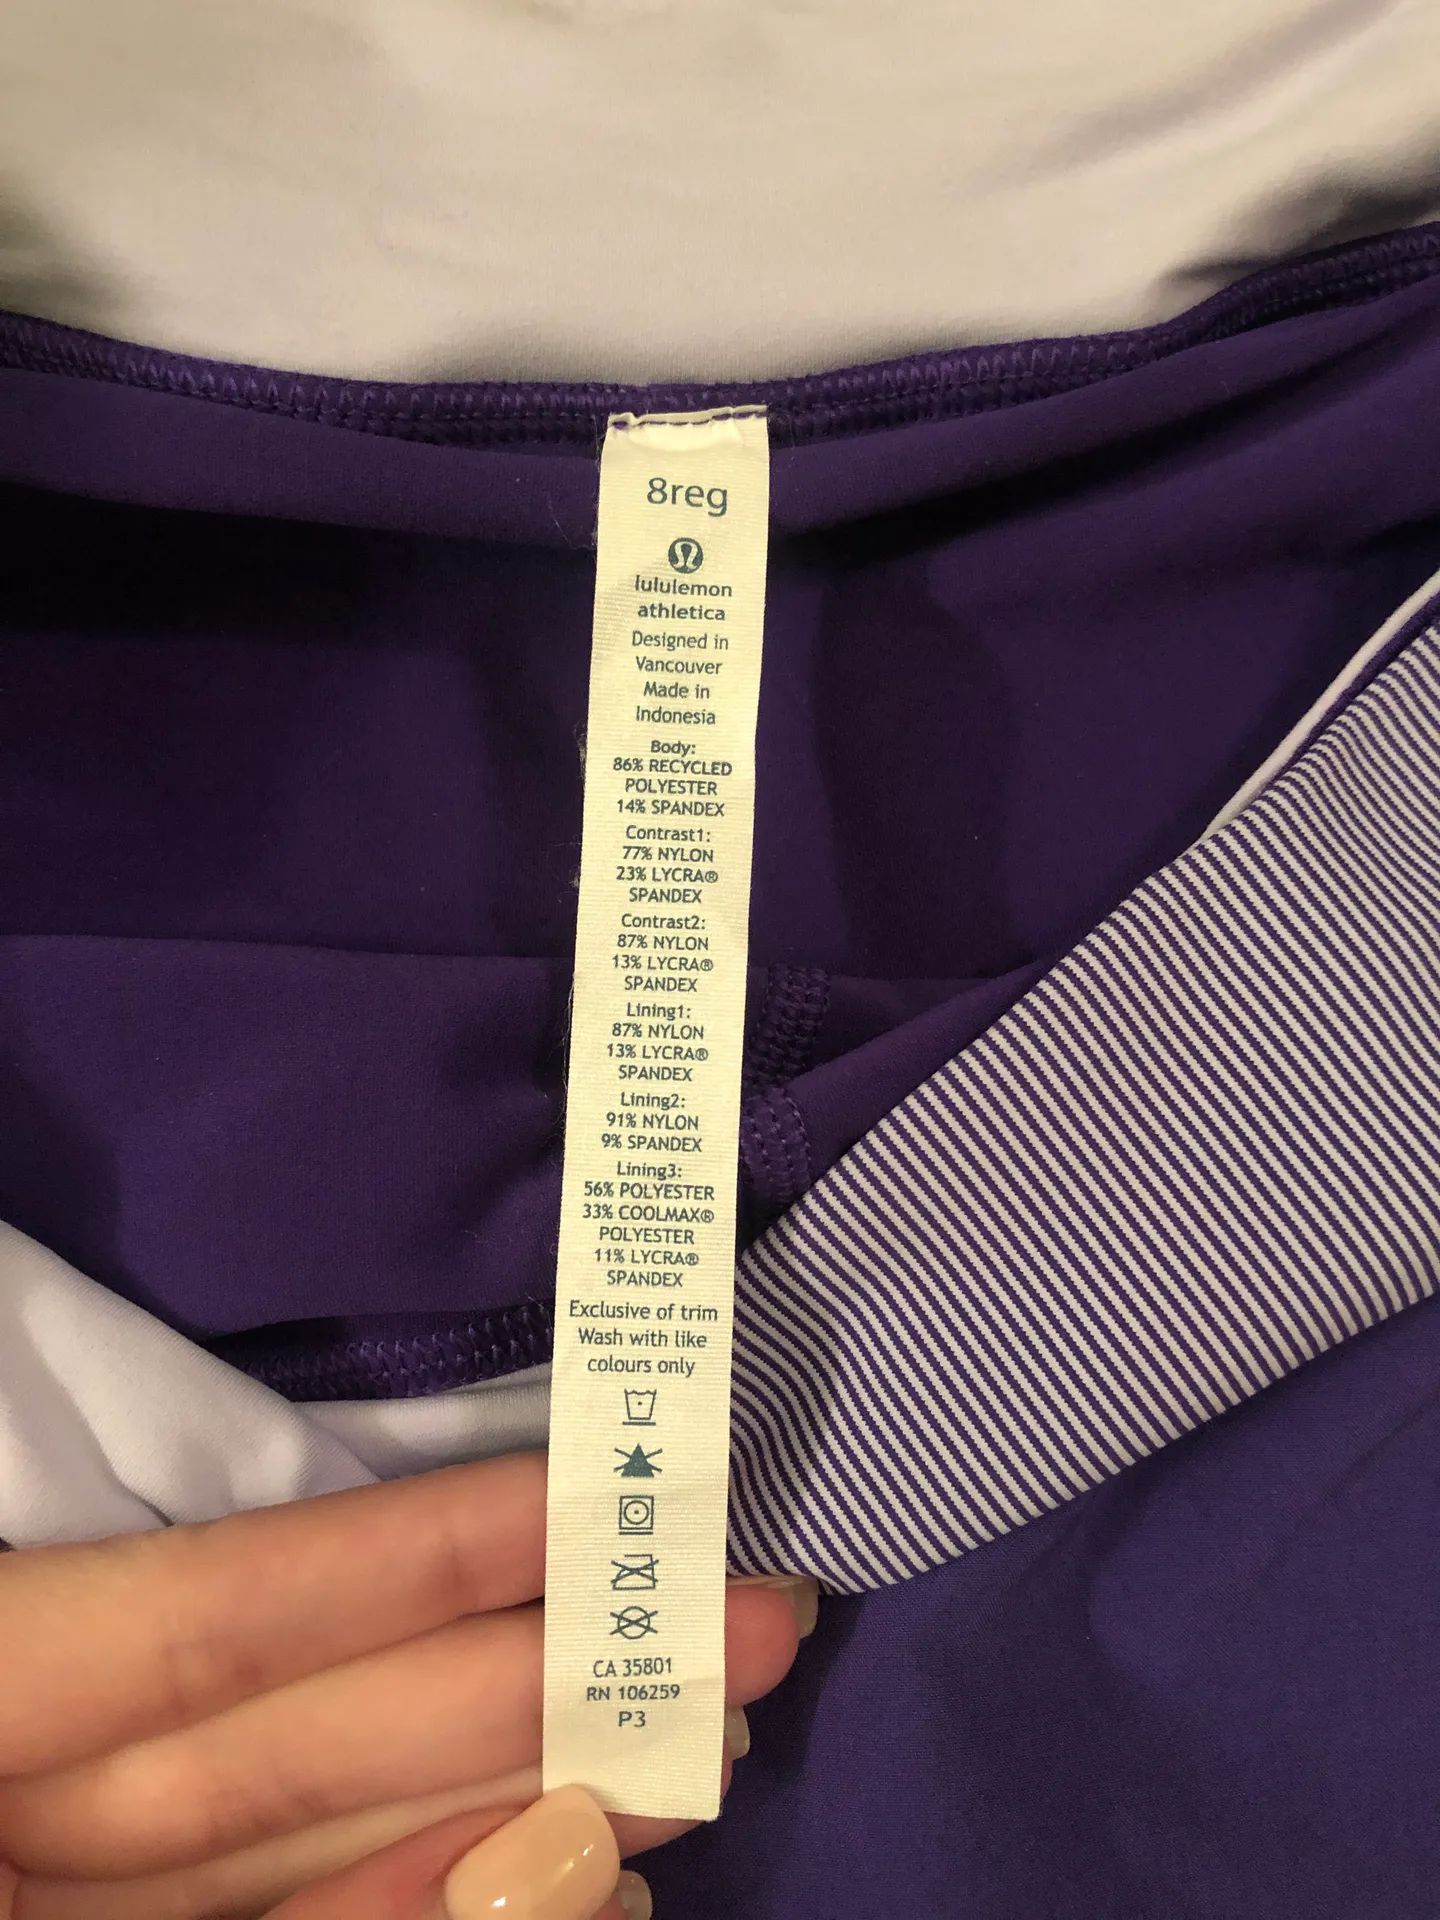 8reg
lululemon
athletica
Designed in
Vancouver
Made in
Indonesia
Body:
86% RECYCLED
POLYESTER
14% SPANDEX
Contrast1:
77% NYLON
23% LYCRA®
SPANDEX
Contrast2:
87% NYLON
13% LYCRA®
SPANDEX
Lining1:
87% NYLON
13% LYCRA®
SPANDEX
Lining2:
91% NYLON
9% SPANDEX
Lining3:
56% POLYESTER
33% COOLMAX®
POLYESTER
11% LYCRA®
SPANDEX
Exclusive of trim
Wash with like
colours only
CA 35801
RN 106259
P3